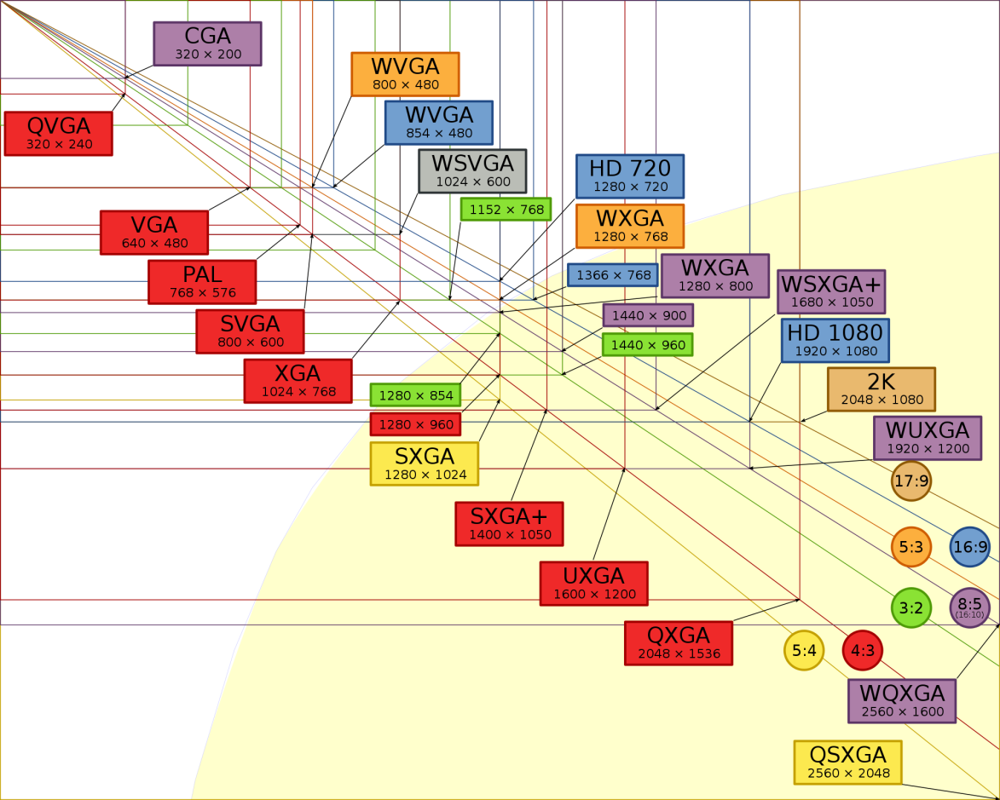 CGA
320 × 200
WVGA
800 × 480
QVGA
320 × 240
WVGA
854 × 480
WSVGA
1024 × 600
HD 720
1280 × 720
1152 × 768
VGA
640 × 480
WXGA
1280 × 768
PAL
768 × 576
1366 × 768
WXGA
1280 × 800
WSXGA+
1680 × 1050
SVGA
800 × 600
1440 × 900
HD 1080
1920 × 1080
1440 × 960
XGA
1024 × 768
1280 × 854
2K
2048 × 1080
1280 × 960
WUXGA
1920 × 1200
SXGA
1280 × 1024
17:9
SXGA+
1400 × 1050
5:3
16:9
UXGA
1600 × 1200
3:2
8:5
(16:10)
QXGA
2048 × 1536
5:4
4:3
WQXGA
2560 × 1600
QSXGA
2560 × 2048